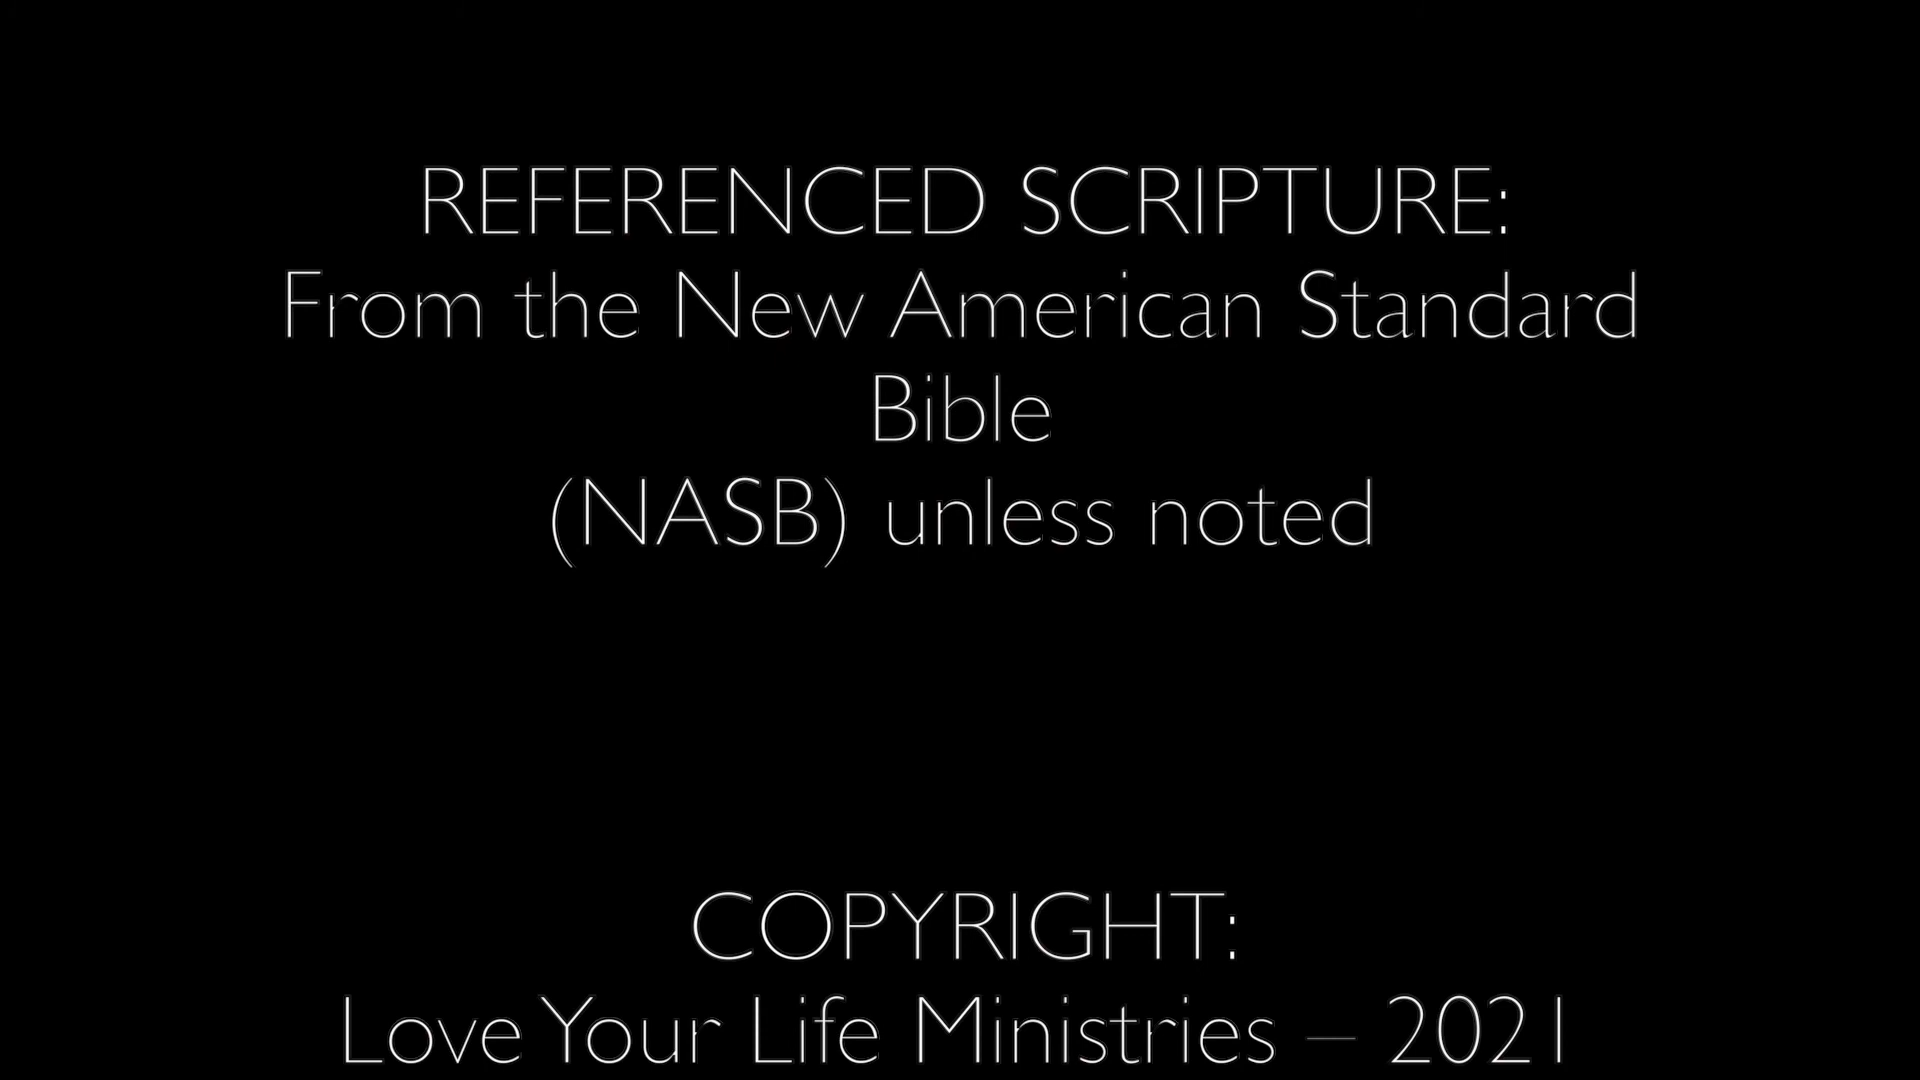 REFERENCED SCRIPTURE:
From the New American Standard
Bible
(NASB) unless noted
COPYRIGHT:
Love Your Life Ministries – 2021